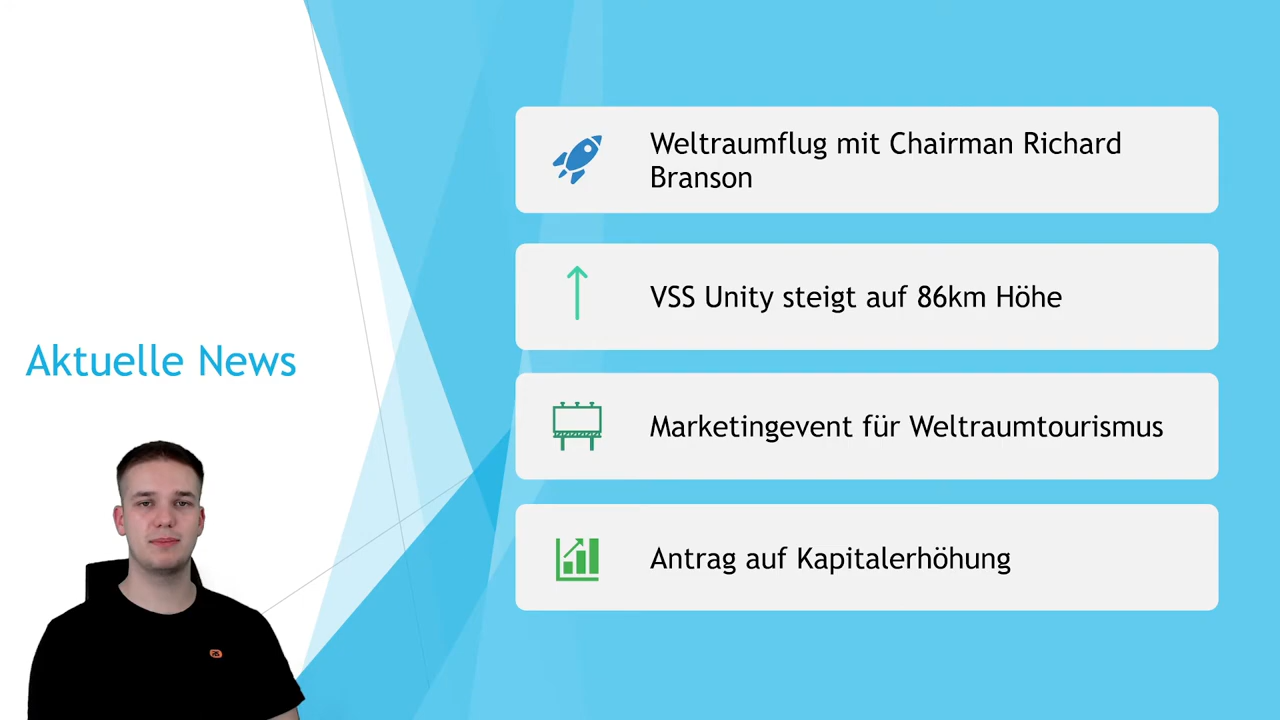 Weltraumflug mit Chairman Richard
Branson
VSS Unity steigt auf 86km Höhe
Aktuelle News
Marketingevent für Weltraumtourismus
Antrag auf Kapitalerhöhung